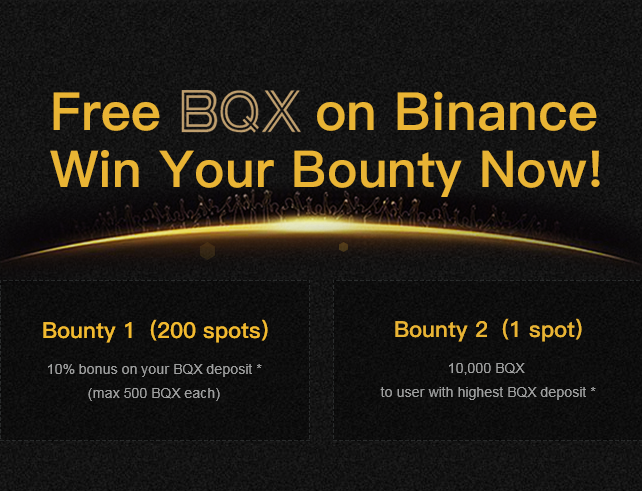 Free BQX on Binance
Win Your Bounty Now!
Bounty 1（200 spots）
10% bonus on your BQX deposit *
(max 500 BQX each)
Bounty 2（1 spot）
10,000 BQX
to user with highest BQX deposit *